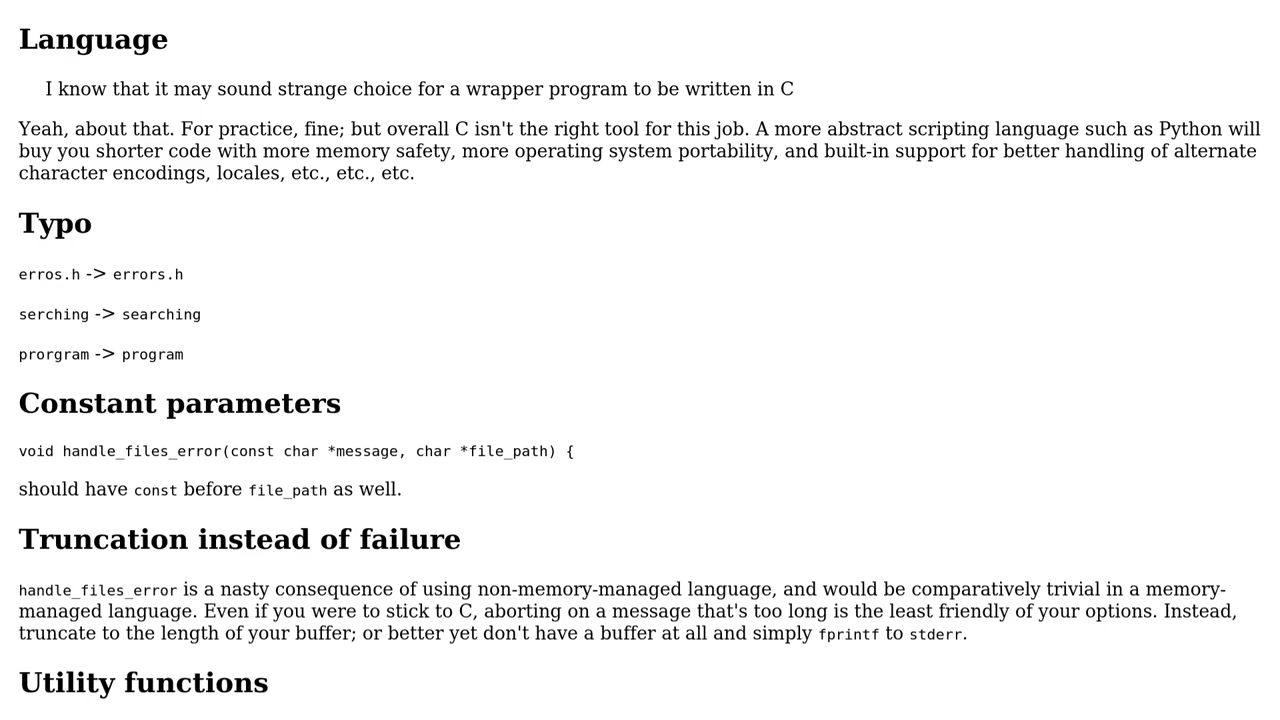 Language
I know that it may sound strange choice for a wrapper program to be written in C
Yeah, about that. For practice, fine; but overall C isn't the right tool for this job. A more abstract scripting language such as Python will
buy you shorter code with more memory safety, more operating system portability, and built-in support for better handling of alternate
character encodings, locales, etc., etc., etc.
Typo
erros.h -> errors.h
serching -> searching
prorgram -> program
Constant parameters
void handle_files_error(const char *message, char *file_path) {
should have const before file_path as well.
Truncation instead of failure
handle_files_error is a nasty consequence of using non-memory-managed language, and would be comparatively trivial in a memory-
managed language. Even if you were to stick to C, aborting on a message that's too long is the least friendly of your options. Instead,
truncate to the length of your buffer; or better yet don't have a buffer at all and simply fprintf to stderr.
Utility functions